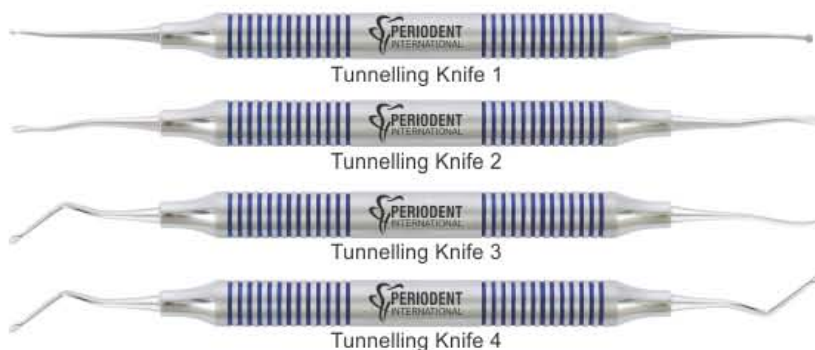 PERIODENT
INTERNATIONAL
Tunnelling Knife 1
PERIODENT
INTERNATIONAL
Tunnelling Knife 2
PERIODENT
INTERNATIONAL
Tunnelling Knife 3
PERIODENT
INTERNATIONAL
Tunnelling Knife 4